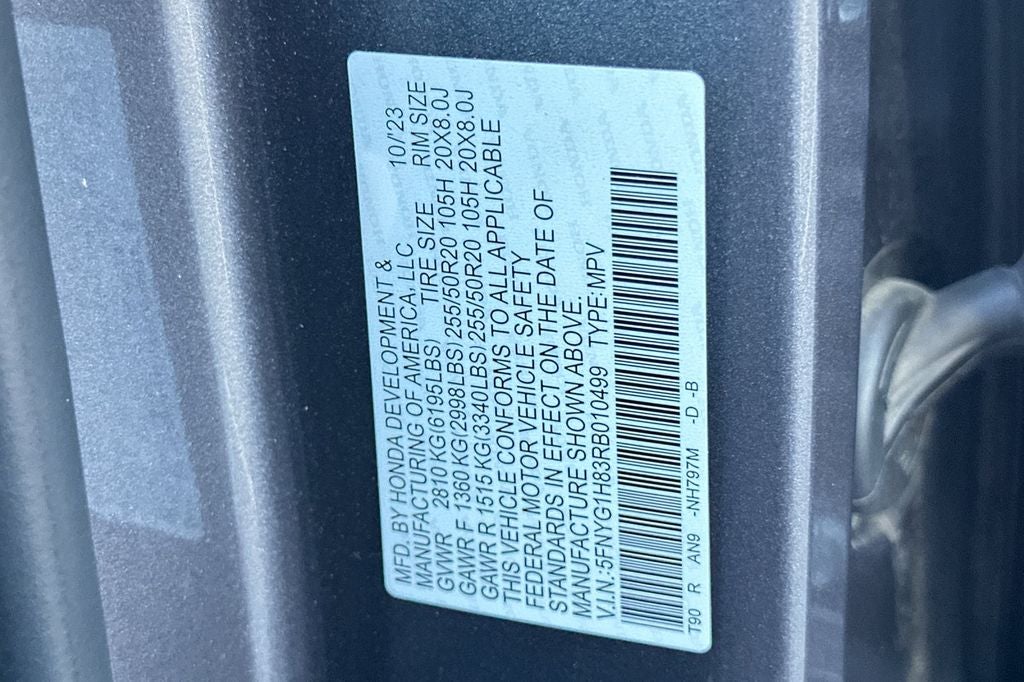 MFD. BY HONDA DEVELOPMENT &
MANUFACTURING OF AMERICA, LLC 10/'23
GVWR 2810 KG(6195LBS) TIRE SIZE RIM SIZE
GAWR F 1360 KG(2998LBS) 255/50R20 105H 20X8.0J
GAWR R 1515 KG(3340LBS) 255/50R20 105H 20X8.0J
THIS VEHICLE CONFORMS TO ALL APPLICABLE
FEDERAL MOTOR VEHICLE SAFETY
STANDARDS IN EFFECT ON THE DATE OF
MANUFACTURE SHOWN ABOVE.
V.I.N.:5FNYG1H83RB010499 TYPE:MPV
T90 R AN9 -NH797M -D -B